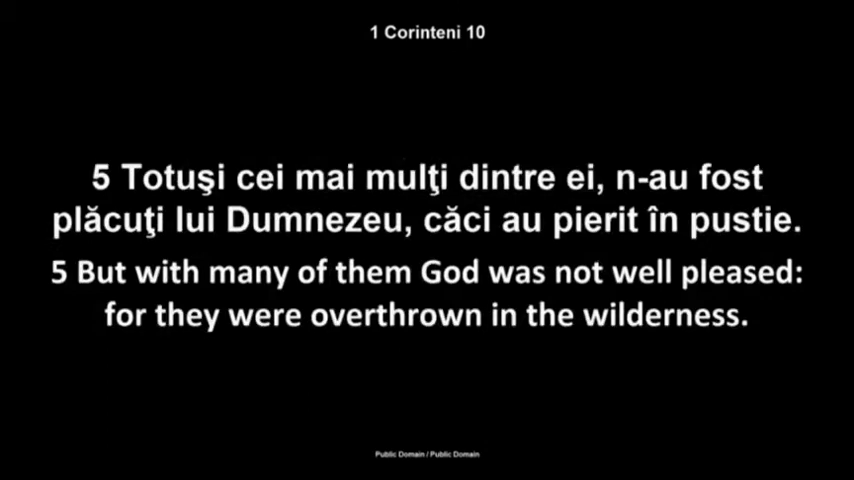 1 Corinteni 10
5 Totuşi cei mai mulţi dintre ei, n-au fost
plăcuţi lui Dumnezeu, căci au pierit în pustie.
5 But with many of them God was not well pleased:
for they were overthrown in the wilderness.
Public Domain / Public Domain